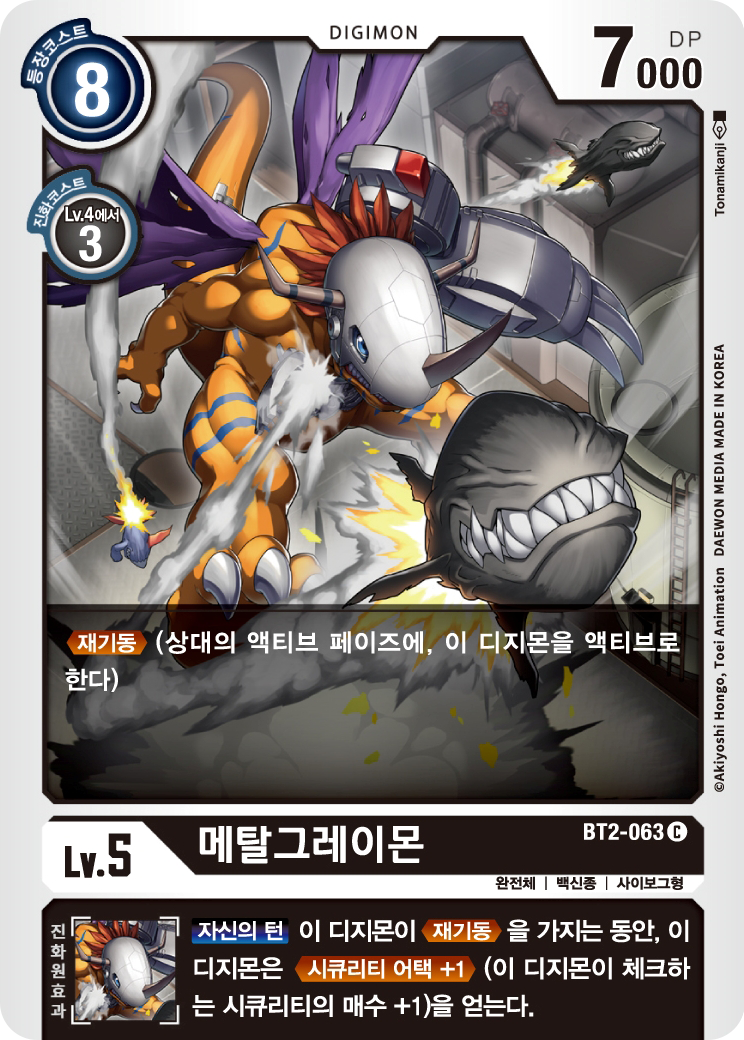 DIGIMON
등장코스트
8
7000
DP
진화코스트
Lv.4에서
3
Tonamikanji
재기동 (상대의 액티브 페이즈에, 이 디지몬을 액티브로
한다)
©Akiyoshi Hongo, Toei Animation DAEWON MEDIA MADE IN KOREA
Lv.5
메탈그레이몬
BT2-063 C
완전체 | 백신종 | 사이보그형
진화원효과
자신의 턴 이 디지몬이 재기동 을 가지는 동안, 이
디지몬은 시큐리티 어택 +1 (이 디지몬이 체크하
는 시큐리티의 매수 +1)을 얻는다.